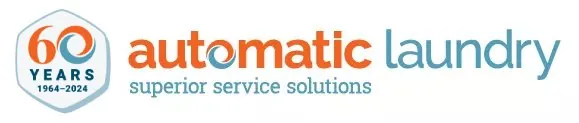 60
YEARS
1964–2024
automatic laundry
superior service solutions